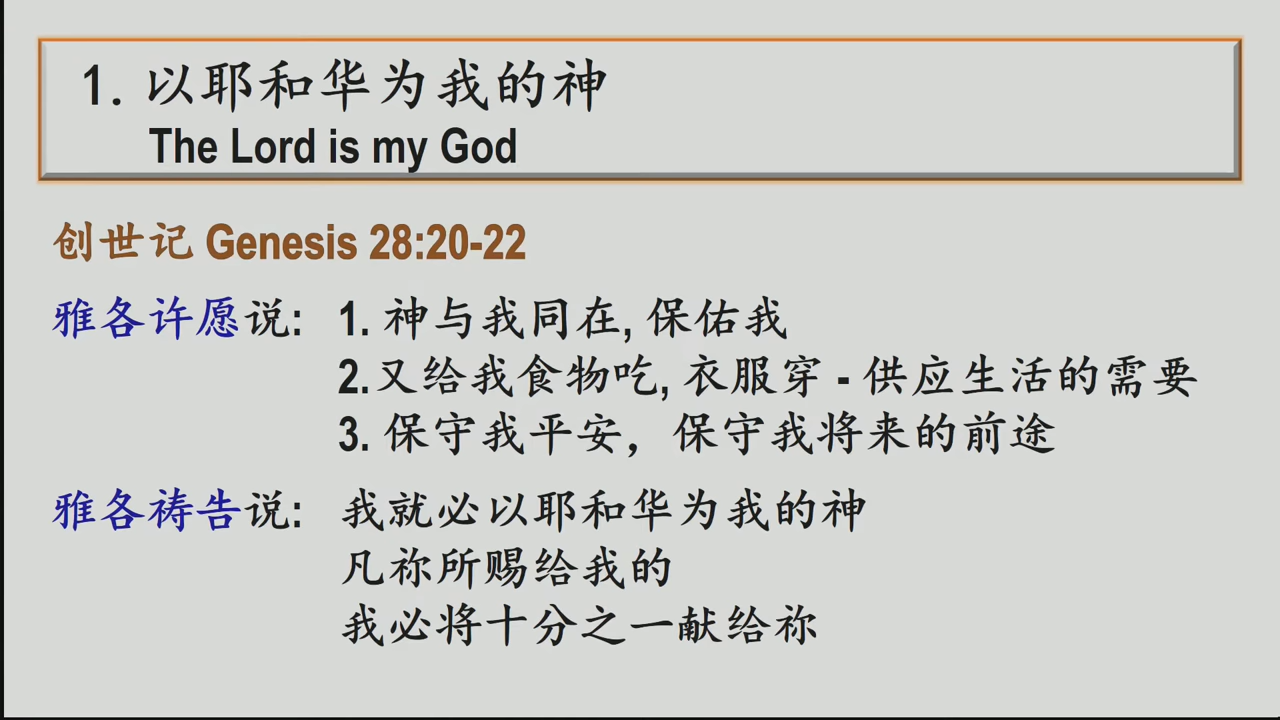 1. 以耶和华为我的神
The Lord is my God
创世记 Genesis 28:20-22
雅各许愿说: 1. 神与我同在, 保佑我
2.又给我食物吃, 衣服穿 - 供应生活的需要
3. 保守我平安，保守我将来的前途
雅各祷告说: 我就必以耶和华为我的神
凡祢所赐给我的
我必将十分之一献给祢